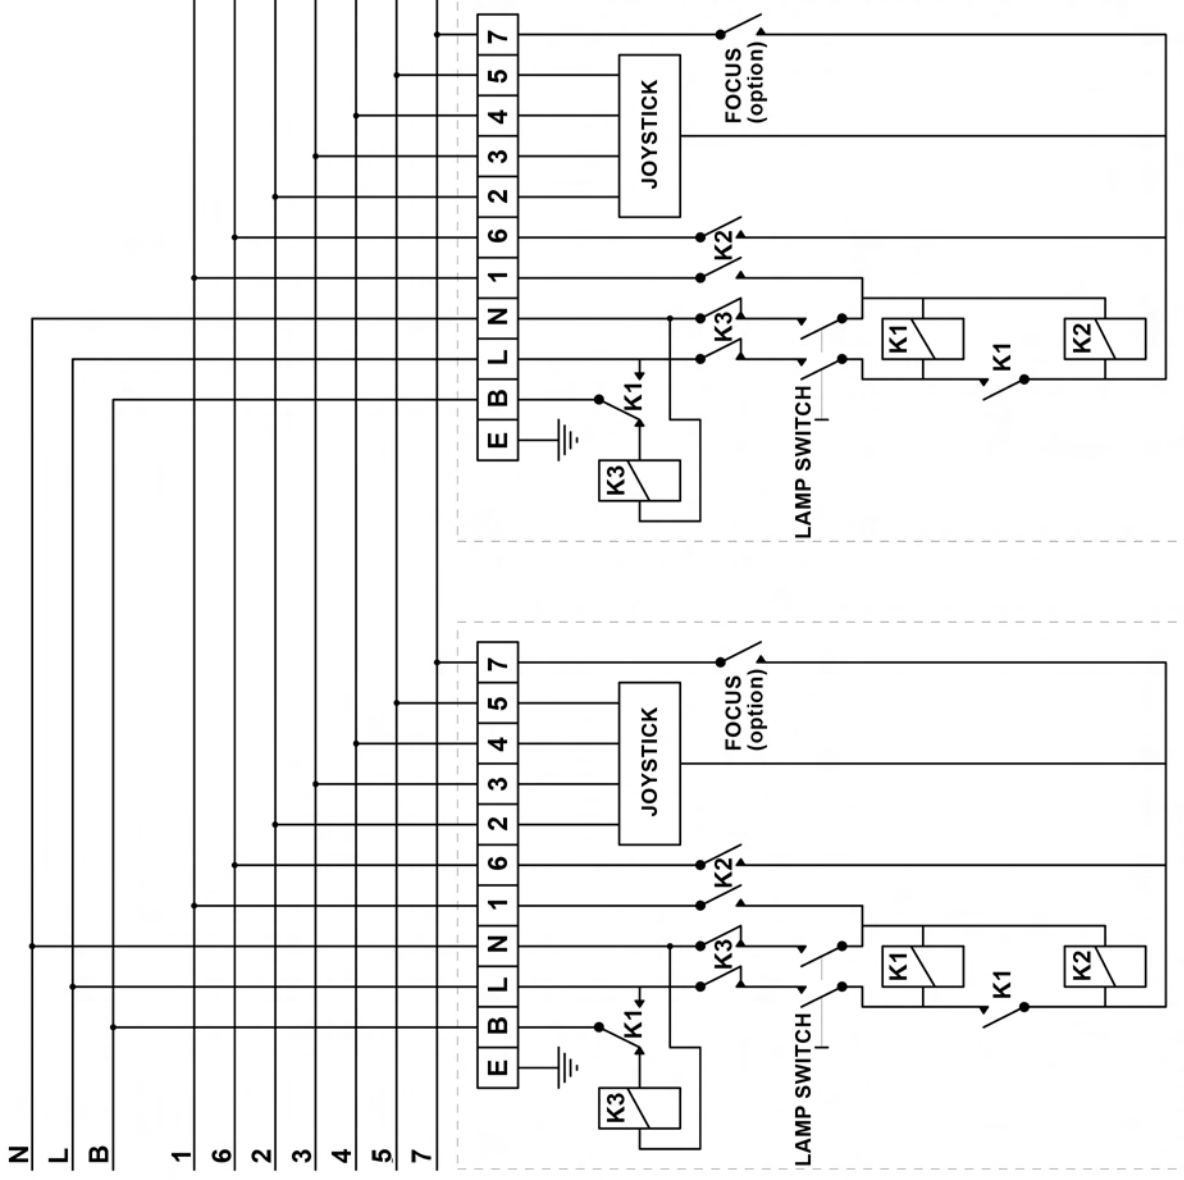 N
L
B
1
6
2
3
4
5
7
E B L N 1 6 2 3 4 5 7
K3
K1
JOYSTICK
K3
K2
FOCUS
(option)
LAMP SWITCH
K1
K1
K2
E B L N 1 6 2 3 4 5 7
K3
K1
JOYSTICK
K3
K2
FOCUS
(option)
LAMP SWITCH
K1
K1
K2